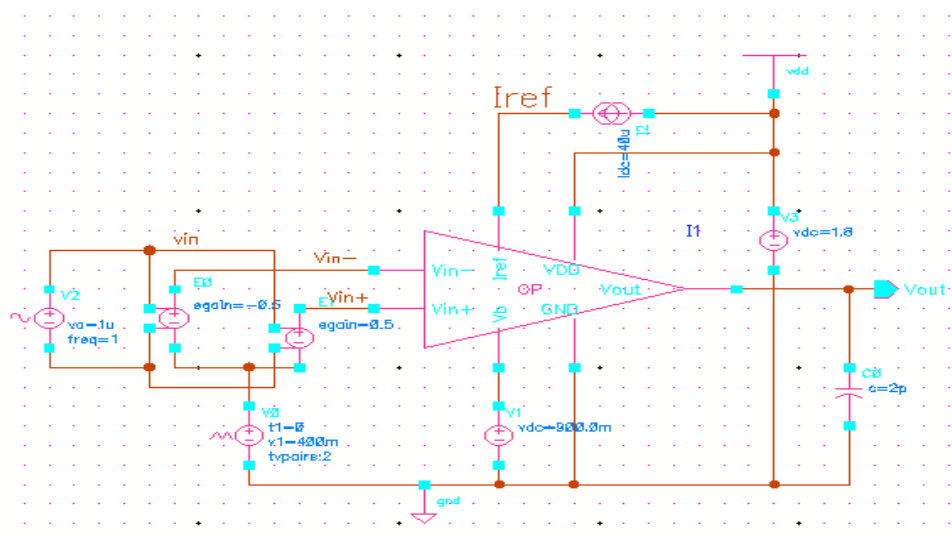 vdd
Iref
I2
Idc=40u
V3
vdc=1.8
I1
vin
Vin-
Iref
VDD
Vin-
E0
egain=-0.5
OP
Vout
Vout
V2
va=1u
freq=1
Vin+
egain=0.5
Vin+
Vb
GND
C0
c=2p
V0
t1=0
v1=400m
tvpairs:2
V1
vdc=900.0m
gnd